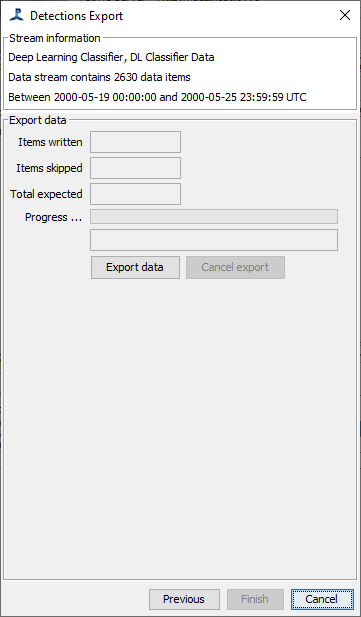 Detections Export
Stream information
Deep Learning Classifier, DL Classifier Data
Data stream contains 2630 data items
Between 2000-05-19 00:00:00 and 2000-05-25 23:59:59 UTC
Export data
Items written
Items skipped
Total expected
Progress ...
Export data
Cancel export
Previous
Finish
Cancel